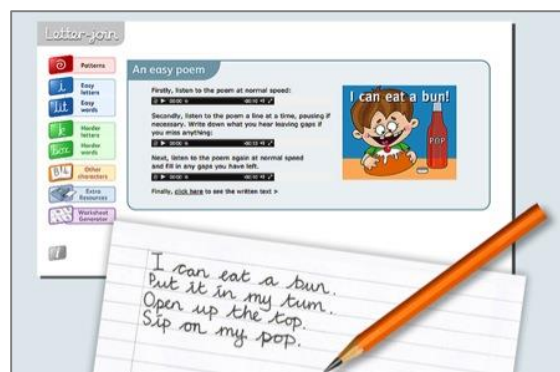 Letter-join
Patterns
Easy
letters
Easy
words
Harder
letters
Harder
words
Other
characters
Extra
Resources
Worksheet
Generator
i
An easy poem
Firstly, listen to the poem at normal speed:
Secondly, listen to the poem a line at a time, pausing if
necessary. Write down what you hear leaving gaps if
you miss anything:
Next, listen to the poem again at normal speed
and fill in any gaps you have left.
Finally, click here to see the written text >
I can eat a bun!
POP
I can eat a bun.
Put it in my tum.
Open up the top.
Sip on my pop.